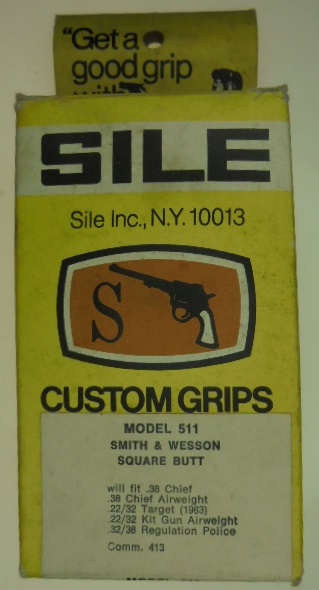 "Get a
good grip
with
SILE
Sile Inc., N.Y. 10013
S
CUSTOM GRIPS
MODEL 511
SMITH & WESSON
SQUARE BUTT
will fit .38 Chief
.38 Chief Airweight
.22/32 Target (1963)
.22/32 Kit Gun Airweight
.32/38 Regulation Police
Comm. 413